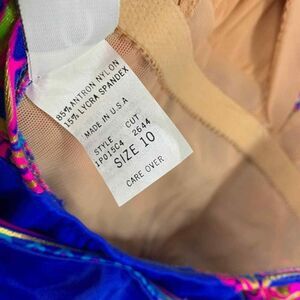 85% ANTRON NYLON
15% LYCRA SPANDEX
MADE IN U.S.A
STYLE CUT
1P015C4 2644
SIZE 10
CARE OVER